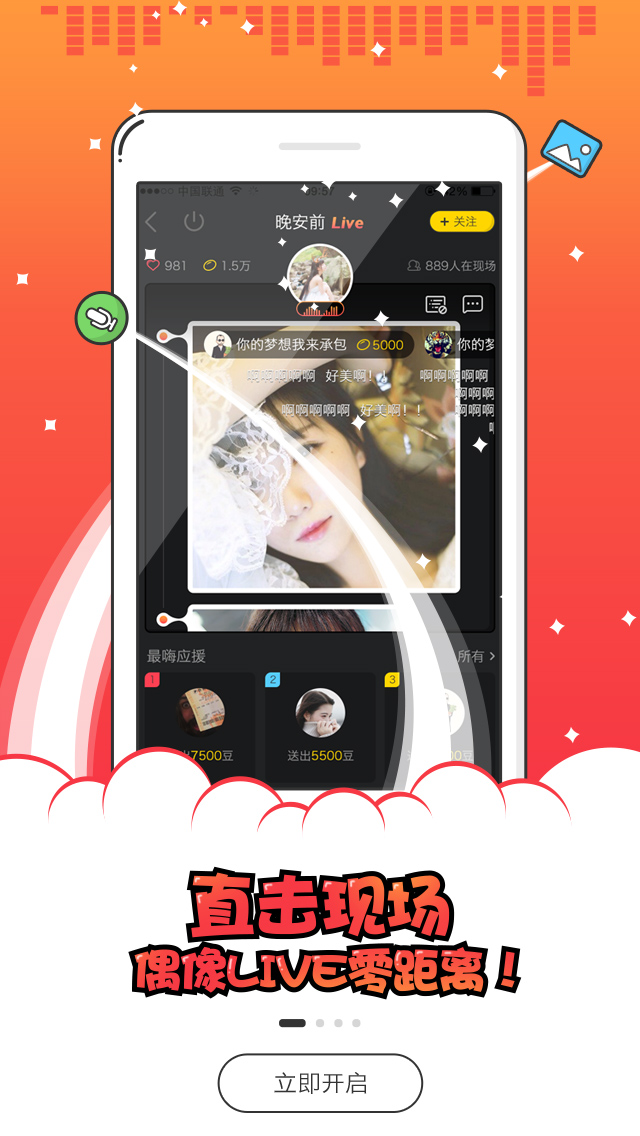 中国联通 09:57
晚安前 Live
+ 关注
981 1.5万 889人在现场
你的梦想我来承包 5000 你的梦
啊啊啊啊啊 好美啊！！ 啊啊啊啊啊
啊啊啊
啊啊啊啊啊 好美啊！！ 啊啊啊
最嗨应援 所有
1 2 3
7500豆 送出5500豆
直击现场
偶像LIVE零距离！
立即开启